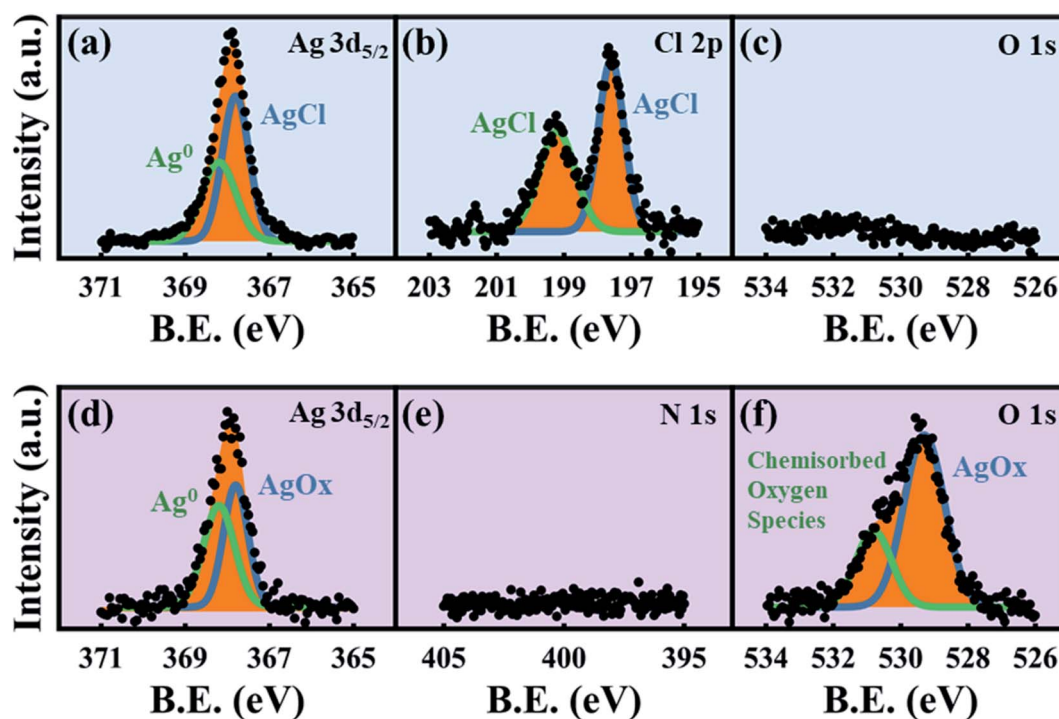 Intensity (a.u.)
(a)
Ag 3d5/2
AgCl
Ag0
371 369 367 365
B.E. (eV)
(b)
Cl 2p
AgCl
AgCl
203 201 199 197 195
B.E. (eV)
(c)
O 1s
534 532 530 528 526
B.E. (eV)
Intensity (a.u.)
(d)
Ag 3d5/2
Ag0
AgOx
371 369 367 365
B.E. (eV)
(e)
N 1s
405 400 395
B.E. (eV)
(f)
O 1s
Chemisorbed
Oxygen
Species
AgOx
534 532 530 528 526
B.E. (eV)